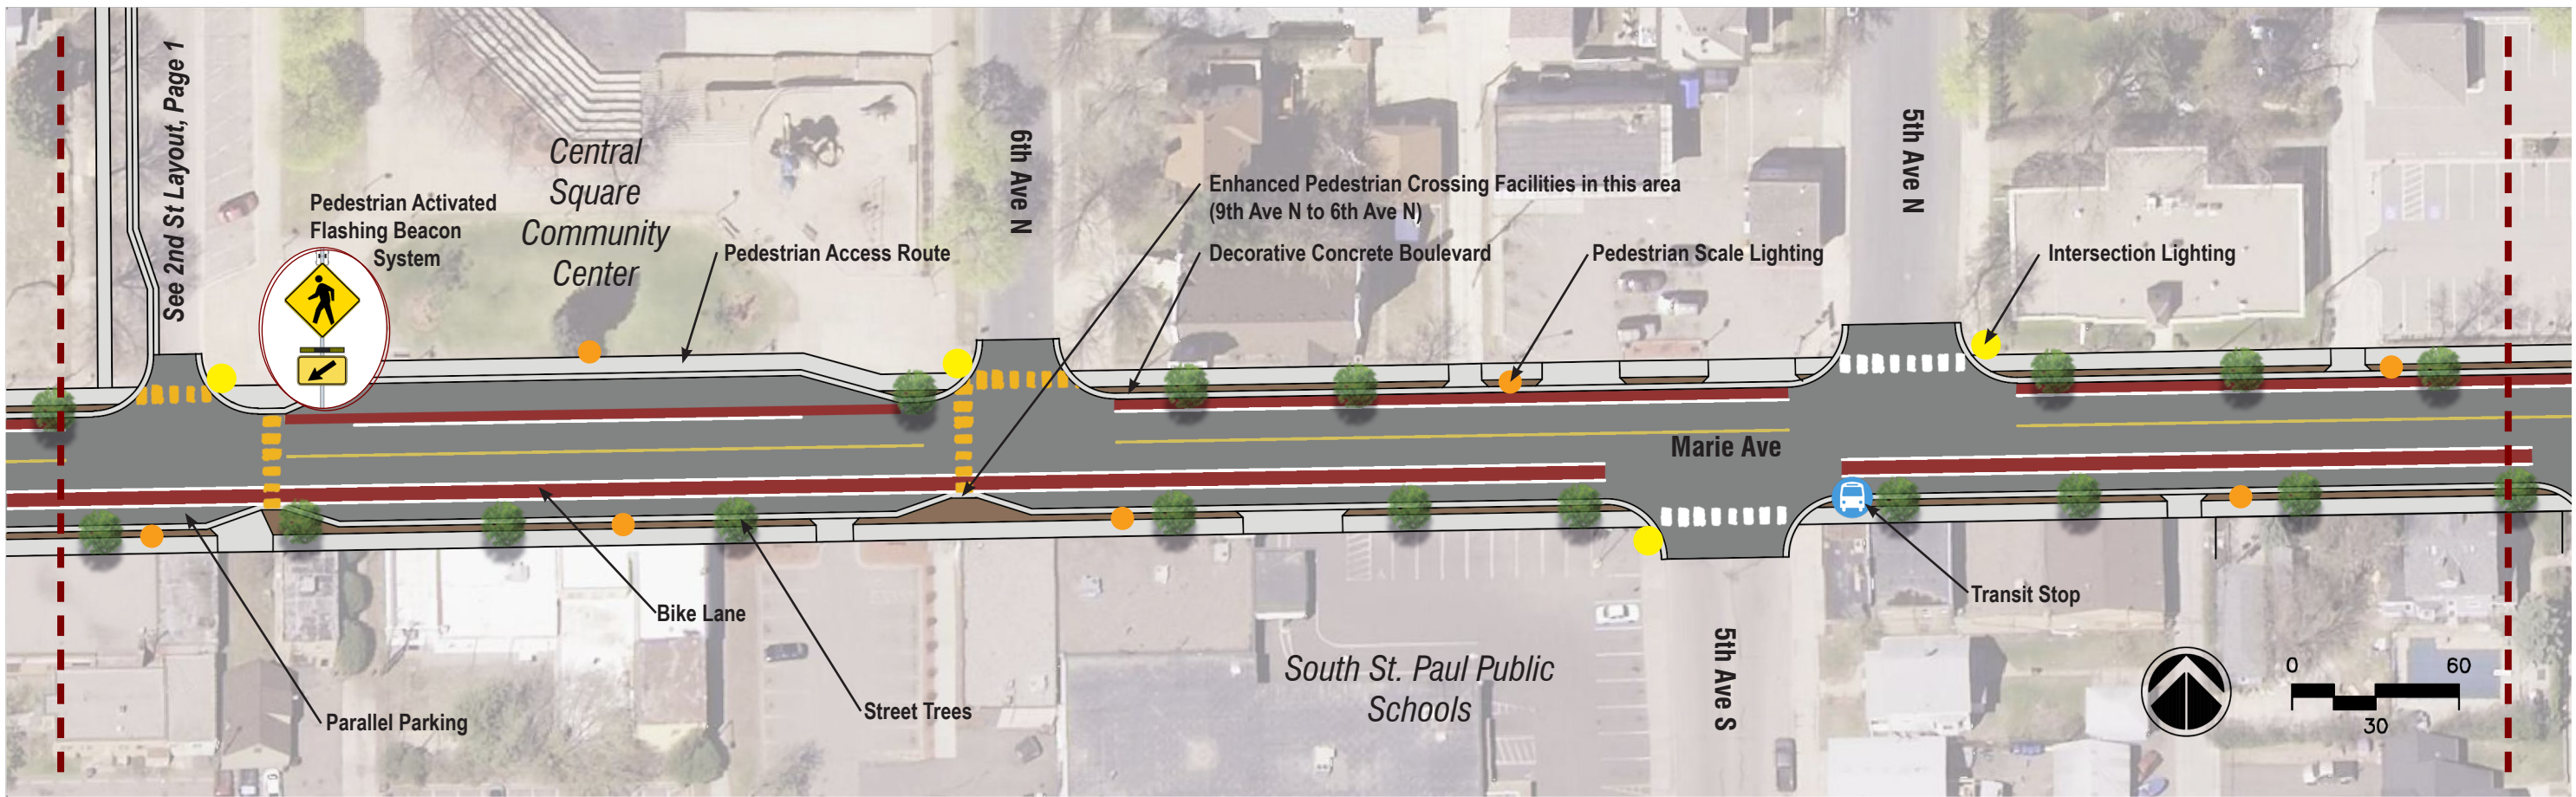 See 2nd St Layout, Page 1
Pedestrian Activated
Flashing Beacon
System
Central
Square
Community
Center
Pedestrian Access Route
6th Ave N
Enhanced Pedestrian Crossing Facilities in this area
(9th Ave N to 6th Ave N)
Decorative Concrete Boulevard
Pedestrian Scale Lighting
5th Ave N
Intersection Lighting
Marie Ave
Bike Lane
Parallel Parking
Street Trees
South St. Paul Public
Schools
5th Ave S
Transit Stop
0 60
30